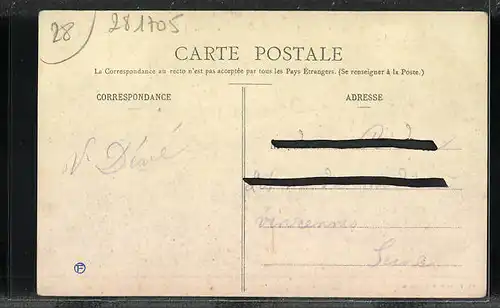 28
281705
CARTE POSTALE
La Correspondance au recto n'est pas acceptée par tous les Pays Etrangers. (Se renseigner à la Poste.)
CORRESPONDANCE
ADRESSE
Vincennes
Seine
F